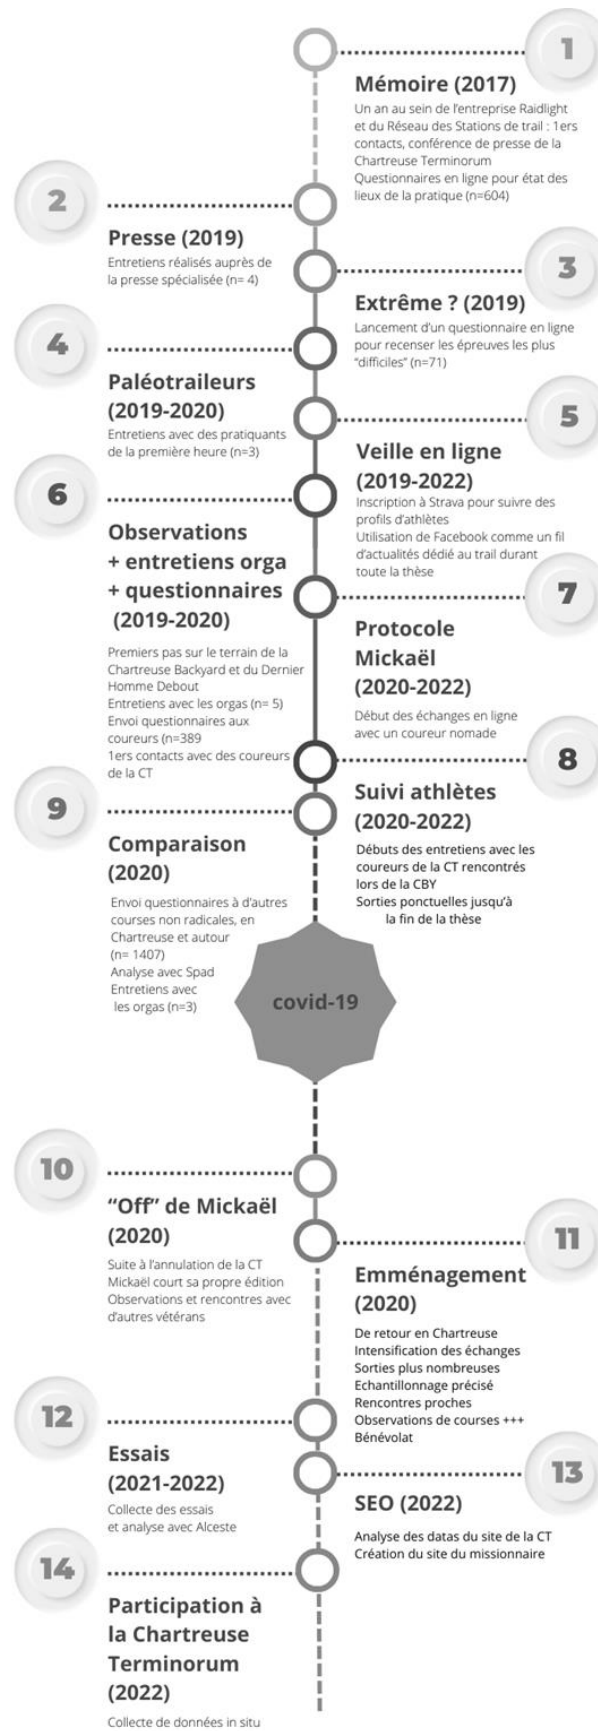 1
Mémoire (2017)
Un an au sein de l'entreprise Raidlight
et du Réseau des Stations de trail : 1ers
contacts, conférence de presse de la
Chartreuse Terminorum
Questionnaires en ligne pour état des
lieux de la pratique (n=604)
2
Presse (2019)
Entretiens réalisés auprès de
la presse spécialisée (n= 4)
3
Extrême ? (2019)
Lancement d'un questionnaire en ligne
pour recenser les épreuves les plus
"difficiles" (n=71)
4
Paléotraileurs
(2019-2020)
Entretiens avec des pratiquants
de la première heure (n=3)
5
Veille en ligne
(2019-2022)
Inscription à Strava pour suivre des
profils d'athlètes
Utilisation de Facebook comme un fil
d'actualités dédié au trail durant
toute la thèse
6
Observations
+ entretiens orga
+ questionnaires
(2019-2020)
Premiers pas sur le terrain de la
Chartreuse Backyard et du Dernier
Homme Debout
Entretiens avec les orgas (n= 5)
Envoi questionnaires aux
coureurs (n=389
1ers contacts avec des coureurs
de la CT
7
Protocole
Mickaël
(2020-2022)
Début des échanges en ligne
avec un coureur nomade
8
Suivi athlètes
(2020-2022)
Débuts des entretiens avec les
coureurs de la CT rencontrés
lors de la CBY
Sorties ponctuelles jusqu'à
la fin de la thèse
9
Comparaison
(2020)
Envoi questionnaires à d'autres
courses non radicales, en
Chartreuse et autour
(n= 1407)
Analyse avec Spad
Entretiens avec
les orgas (n=3)
covid-19
10
"Off" de Mickaël
(2020)
Suite à l'annulation de la CT
Mickaël court sa propre édition
Observations et rencontres avec
d'autres vétérans
11
Emménagement
(2020)
De retour en Chartreuse
Intensification des échanges
Sorties plus nombreuses
Echantillonnage précisé
Rencontres proches
Observations de courses +++
Bénévolat
12
Essais
(2021-2022)
Collecte des essais
et analyse avec Alceste
13
SEO (2022)
Analyse des datas du site de la CT
Création du site du missionnaire
14
Participation à
la Chartreuse
Terminorum
(2022)
Collecte de données in situ